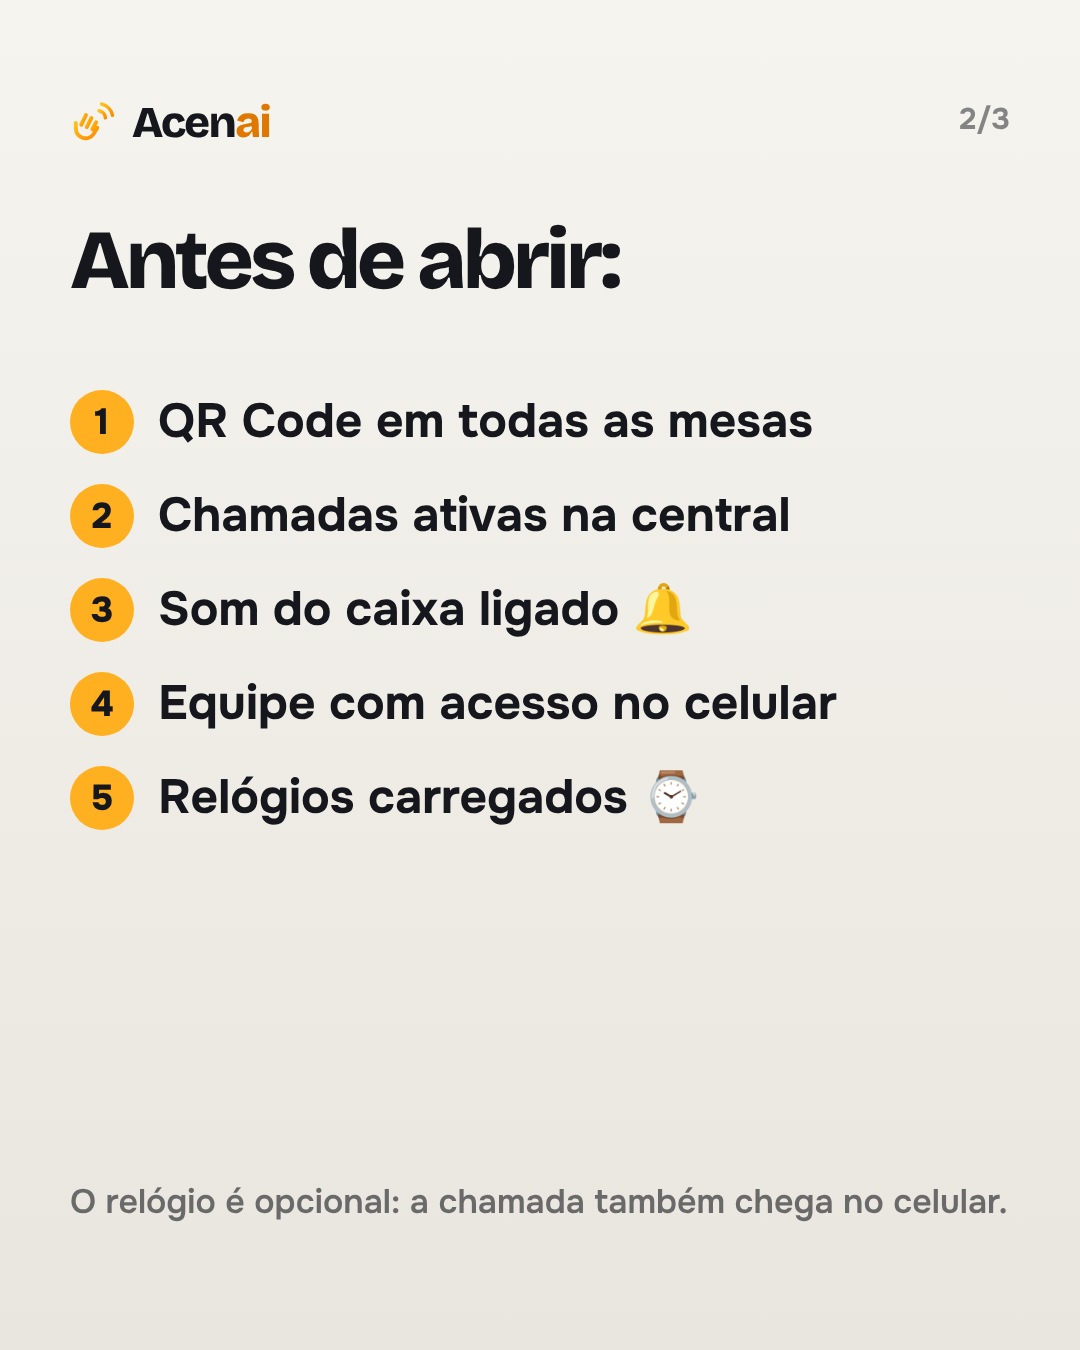 Acenai
2/3
Antes de abrir:
1 QR Code em todas as mesas
2 Chamadas ativas na central
3 Som do caixa ligado 🔔
4 Equipe com acesso no celular
5 Relógios carregados ⌚
O relógio é opcional: a chamada também chega no celular.